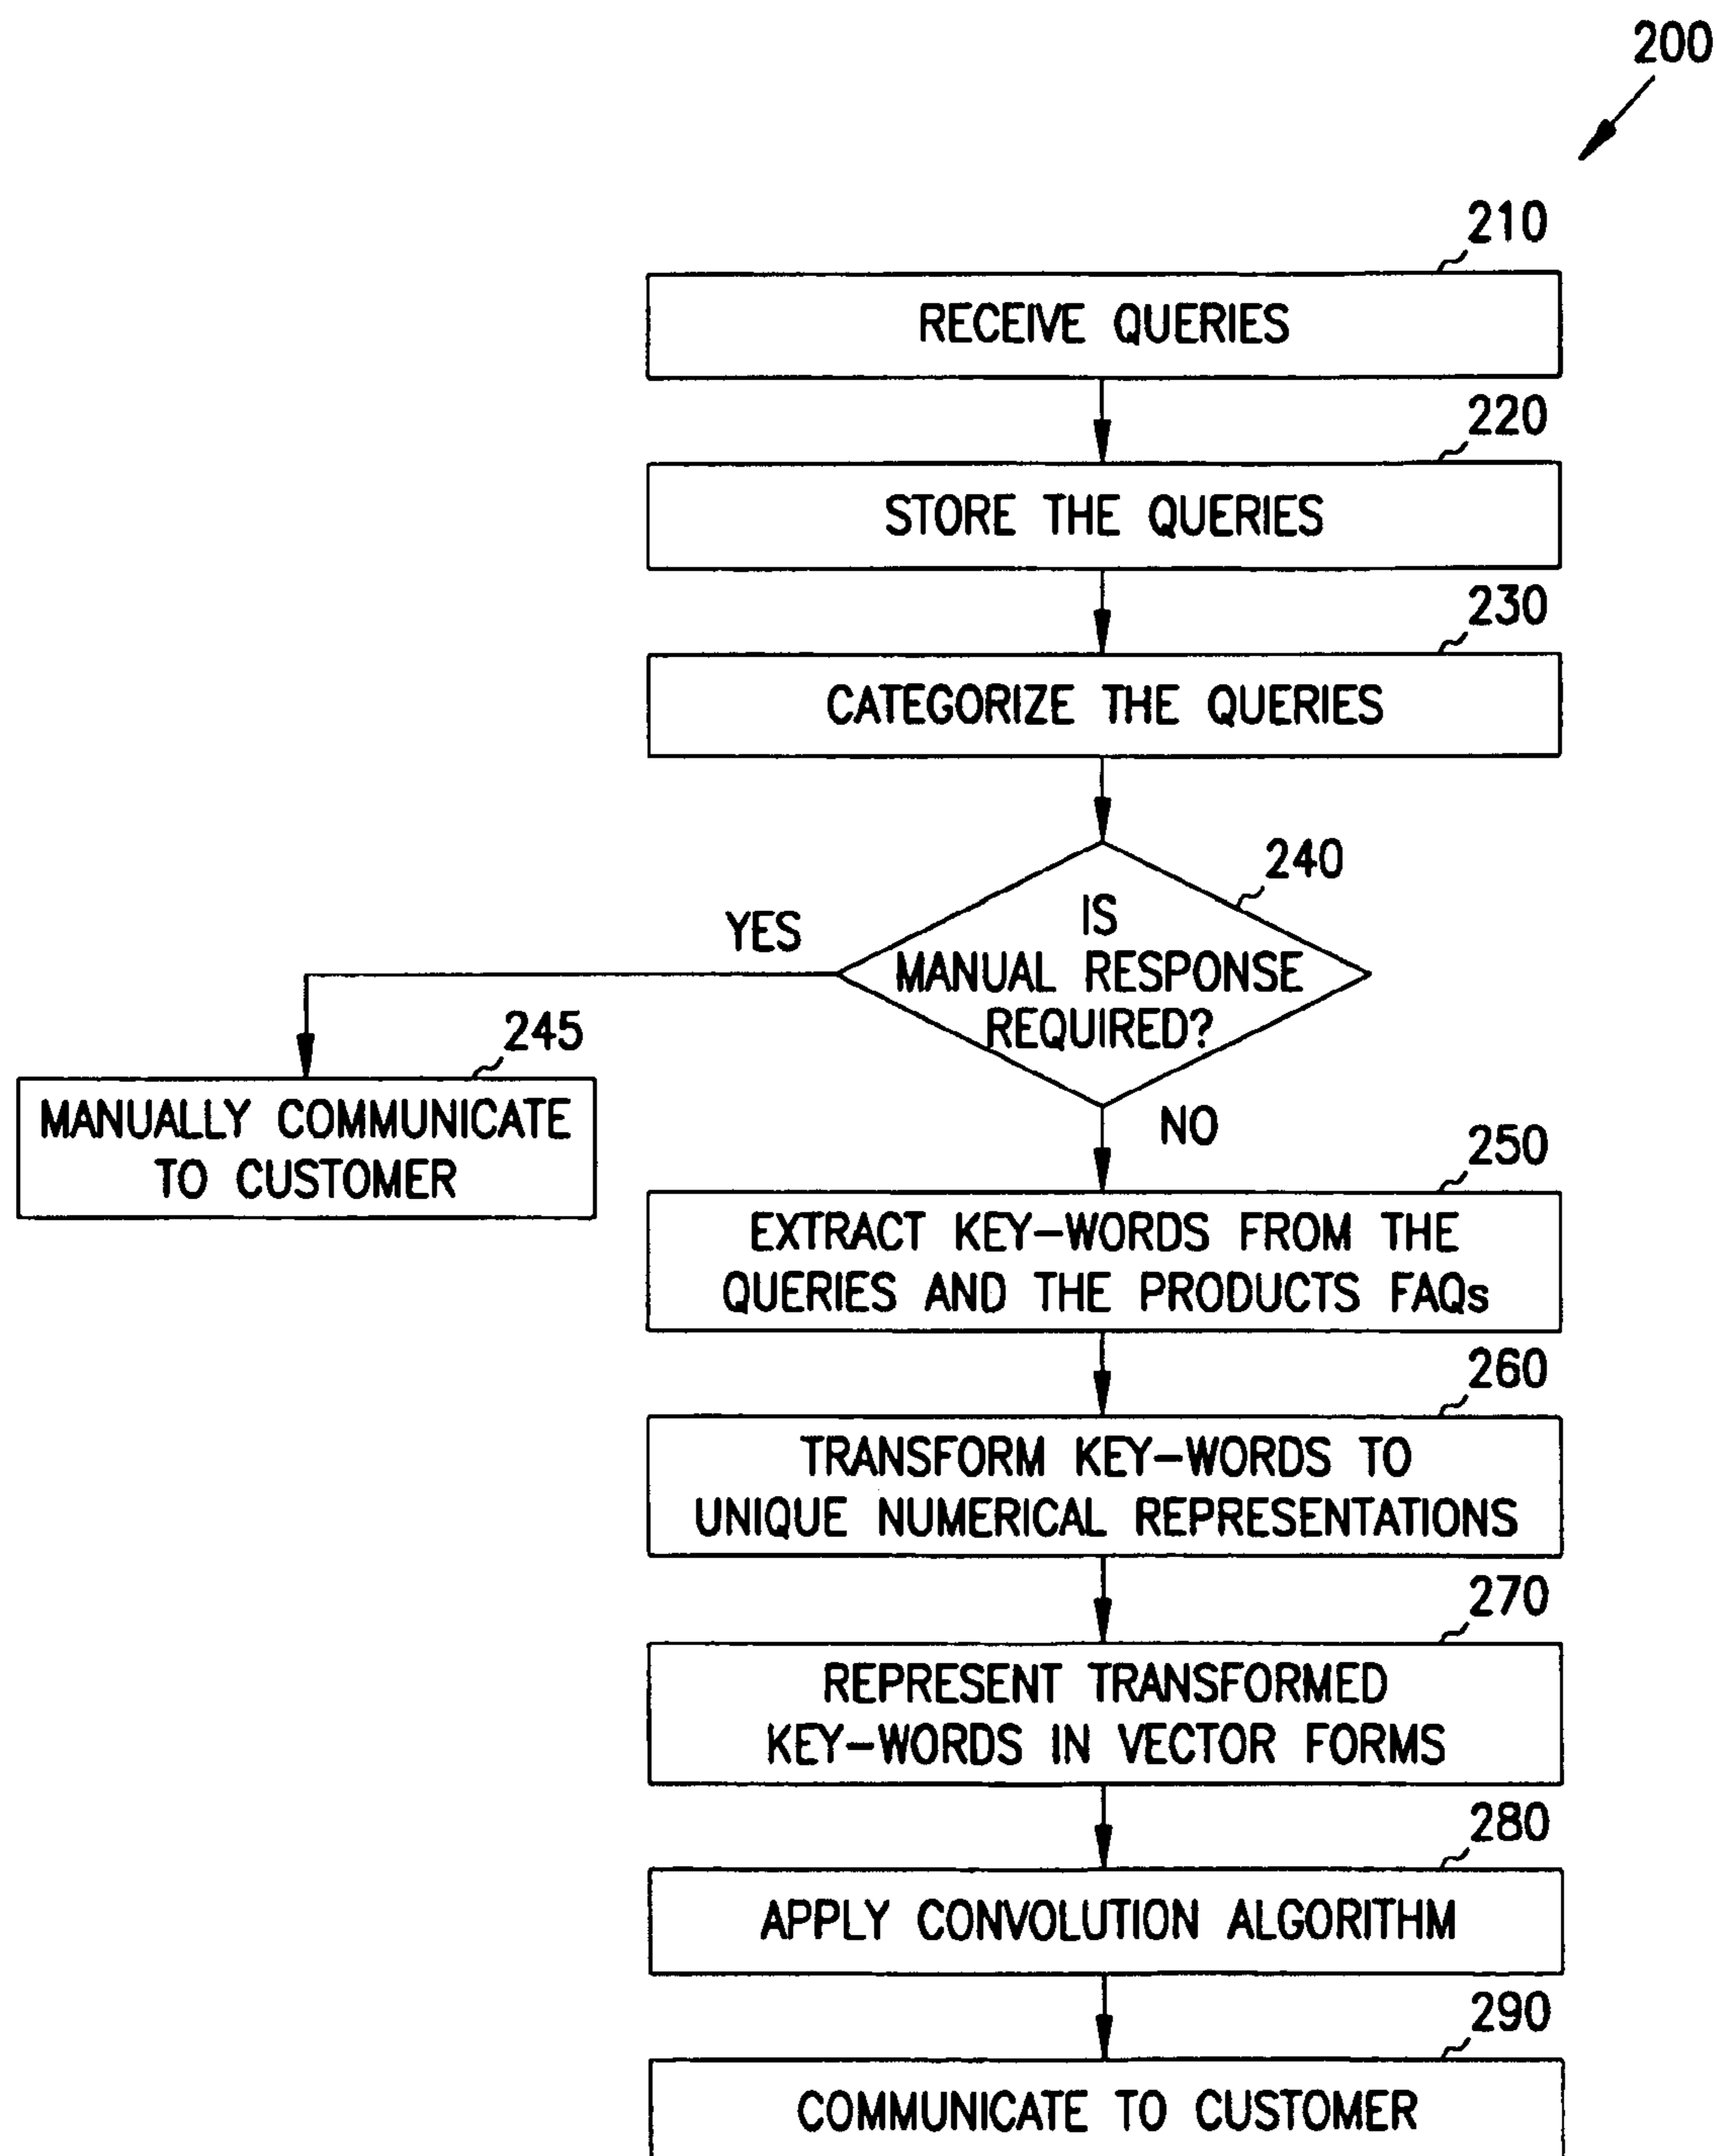 200
210
RECEIVE QUERIES
220
STORE THE QUERIES
230
CATEGORIZE THE QUERIES
240
IS
MANUAL RESPONSE
REQUIRED?
YES
245
MANUALLY COMMUNICATE
TO CUSTOMER
NO
250
EXTRACT KEY-WORDS FROM THE
QUERIES AND THE PRODUCTS FAQs
260
TRANSFORM KEY-WORDS TO
UNIQUE NUMERICAL REPRESENTATIONS
270
REPRESENT TRANSFORMED
KEY-WORDS IN VECTOR FORMS
280
APPLY CONVOLUTION ALGORITHM
290
COMMUNICATE TO CUSTOMER